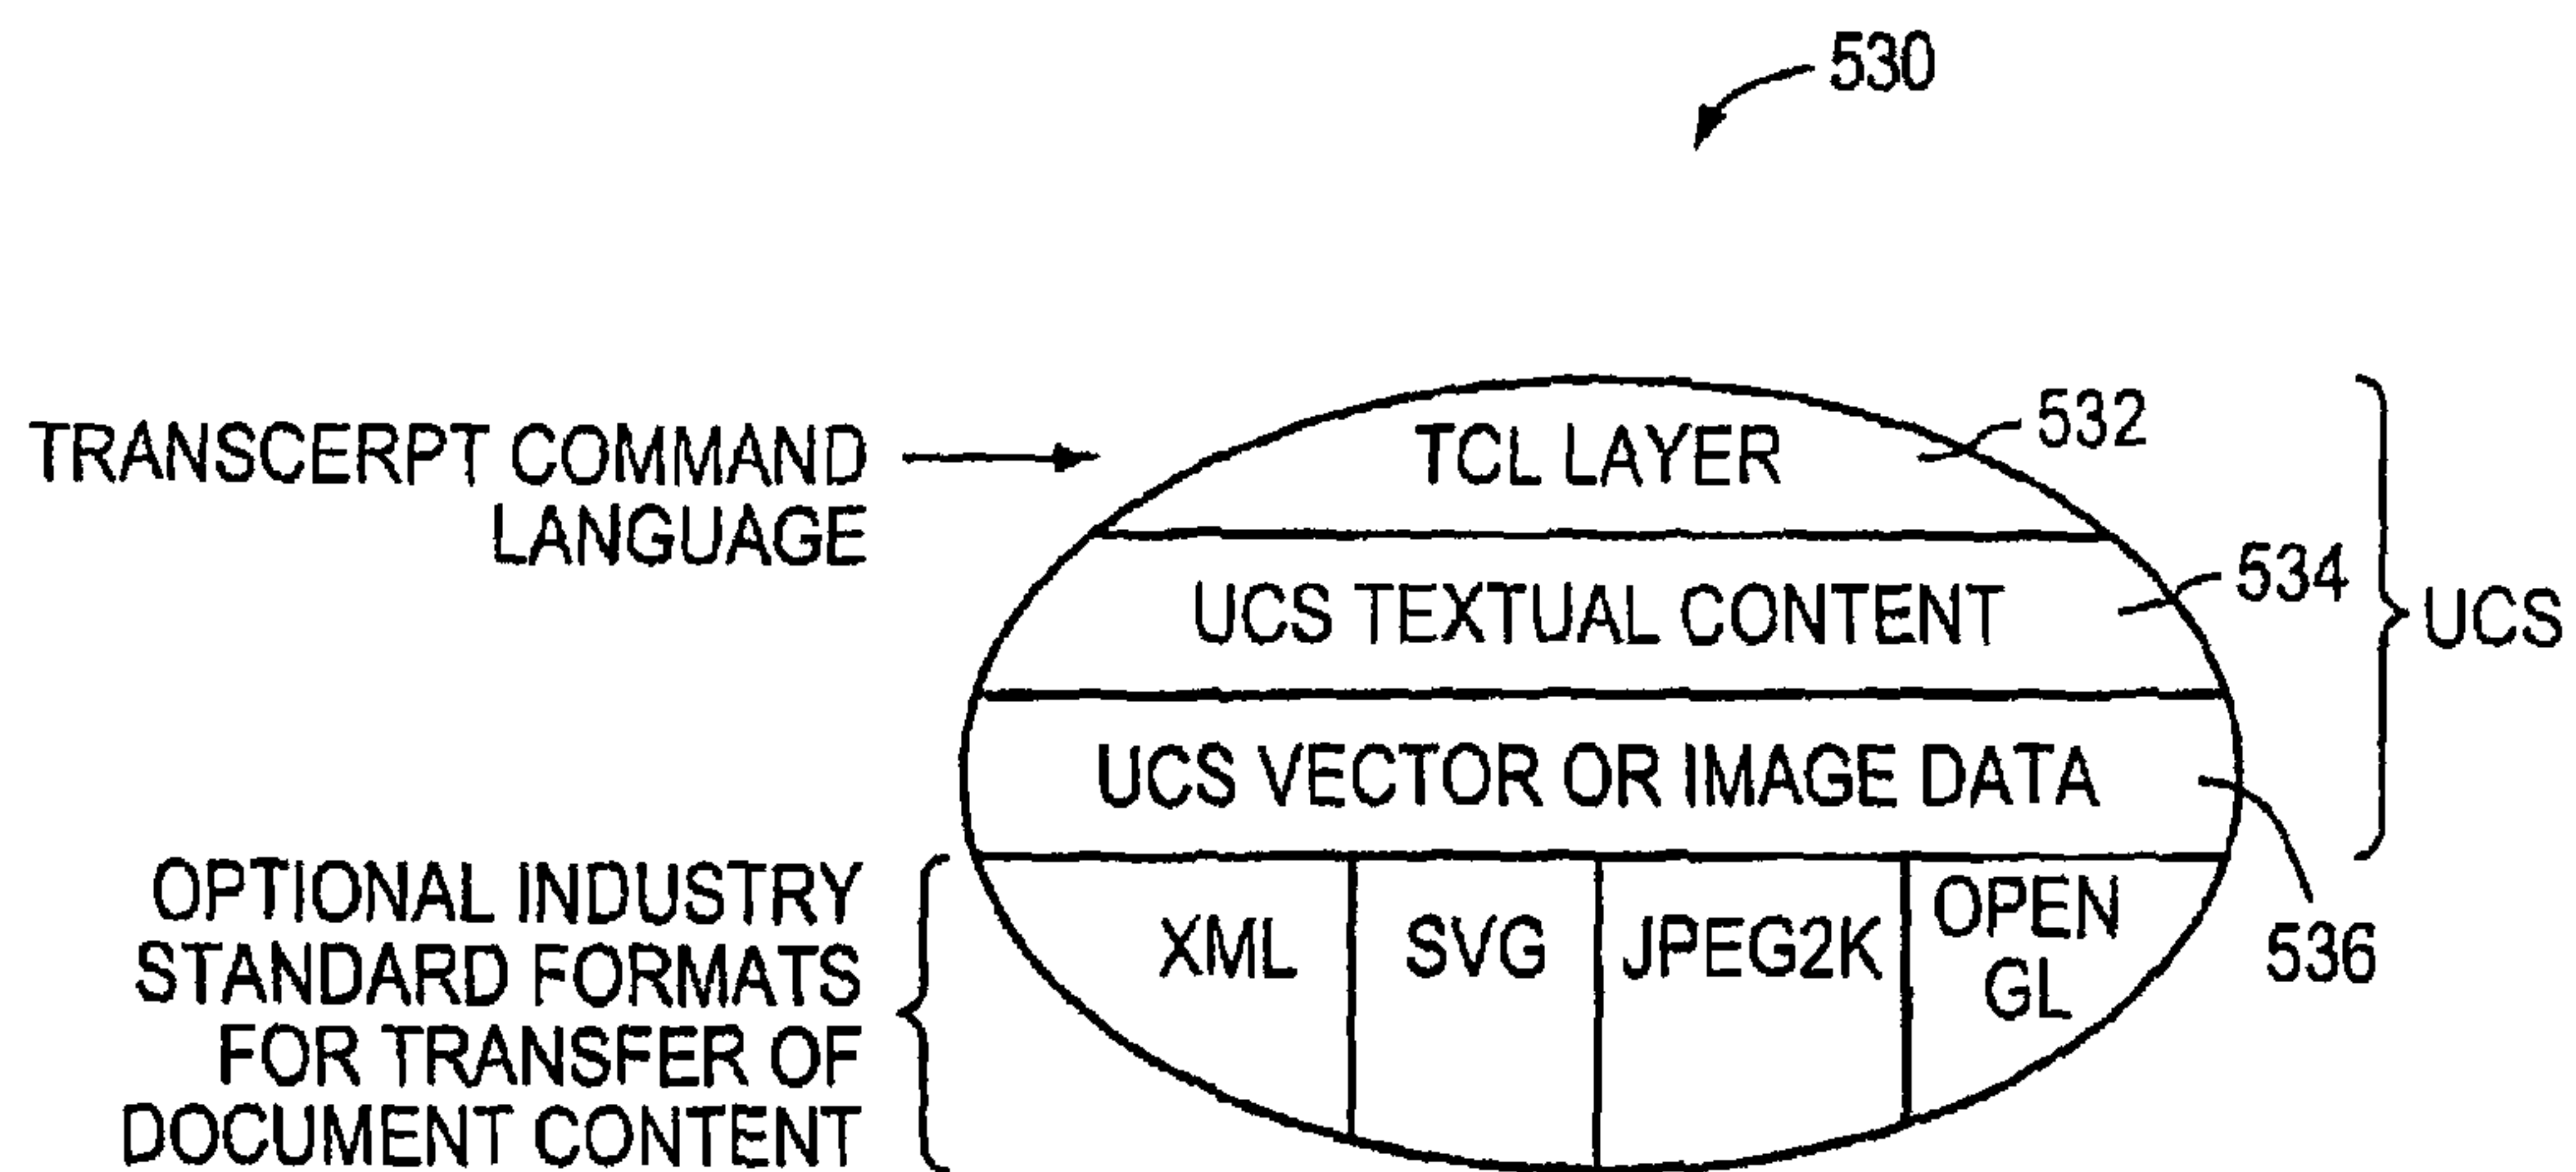 530
TRANSCERPT COMMAND
LANGUAGE
TCL LAYER
532
UCS TEXTUAL CONTENT
534
UCS
UCS VECTOR OR IMAGE DATA
536
OPTIONAL INDUSTRY
STANDARD FORMATS
FOR TRANSFER OF
DOCUMENT CONTENT
XML
SVG
JPEG2K
OPEN
GL